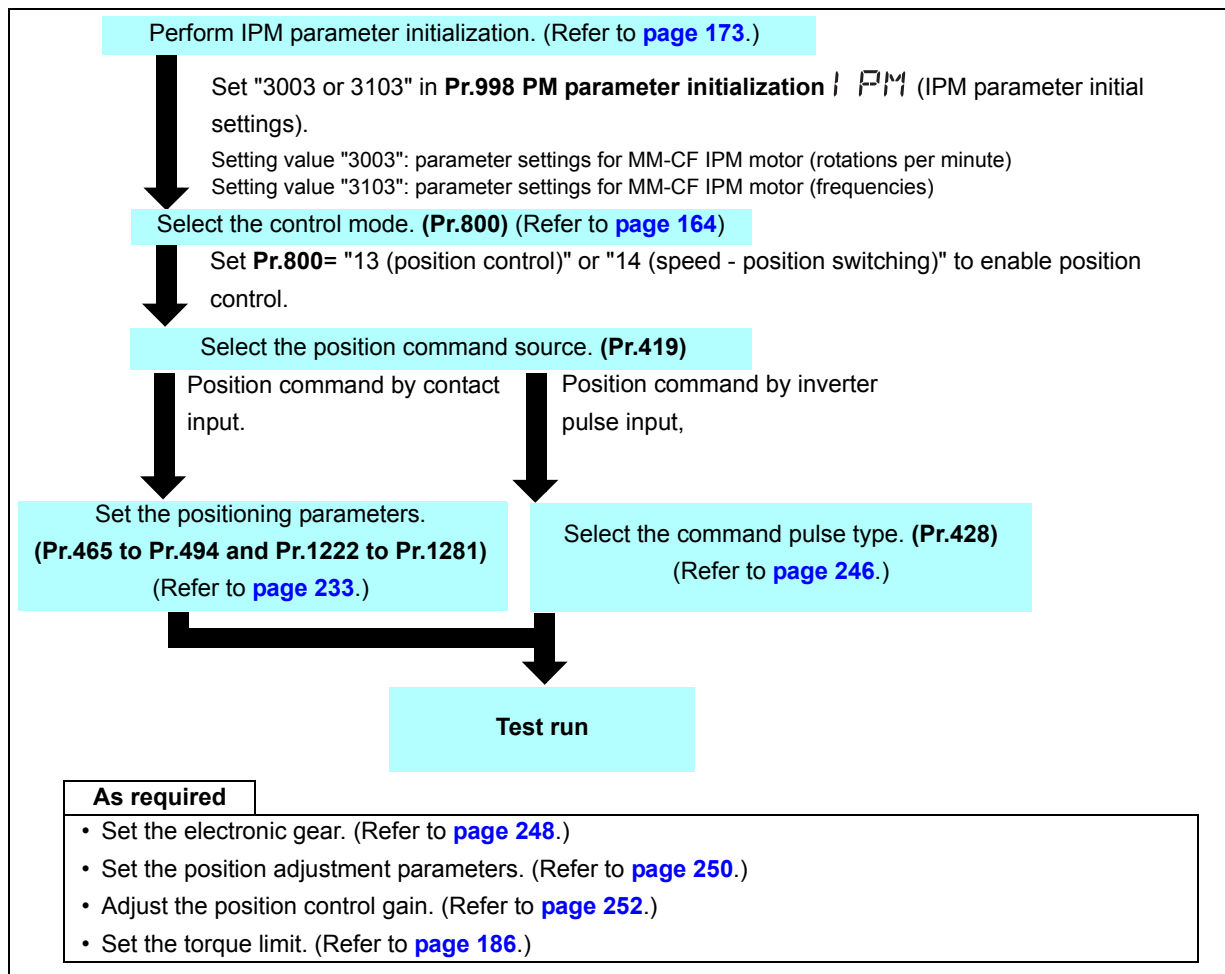 Perform IPM parameter initialization. (Refer to page 173.)
Set "3003 or 3103" in Pr.998 PM parameter initialization I PM (IPM parameter initial
settings).
Setting value "3003": parameter settings for MM-CF IPM motor (rotations per minute)
Setting value "3103": parameter settings for MM-CF IPM motor (frequencies)
Select the control mode. (Pr.800) (Refer to page 164)
Set Pr.800= "13 (position control)" or "14 (speed - position switching)" to enable position
control.
Select the position command source. (Pr.419)
Position command by contact
input.
Position command by inverter
pulse input,
Set the positioning parameters.
(Pr.465 to Pr.494 and Pr.1222 to Pr.1281)
(Refer to page 233.)
Select the command pulse type. (Pr.428)
(Refer to page 246.)
Test run
As required
• Set the electronic gear. (Refer to page 248.)
• Set the position adjustment parameters. (Refer to page 250.)
• Adjust the position control gain. (Refer to page 252.)
• Set the torque limit. (Refer to page 186.)